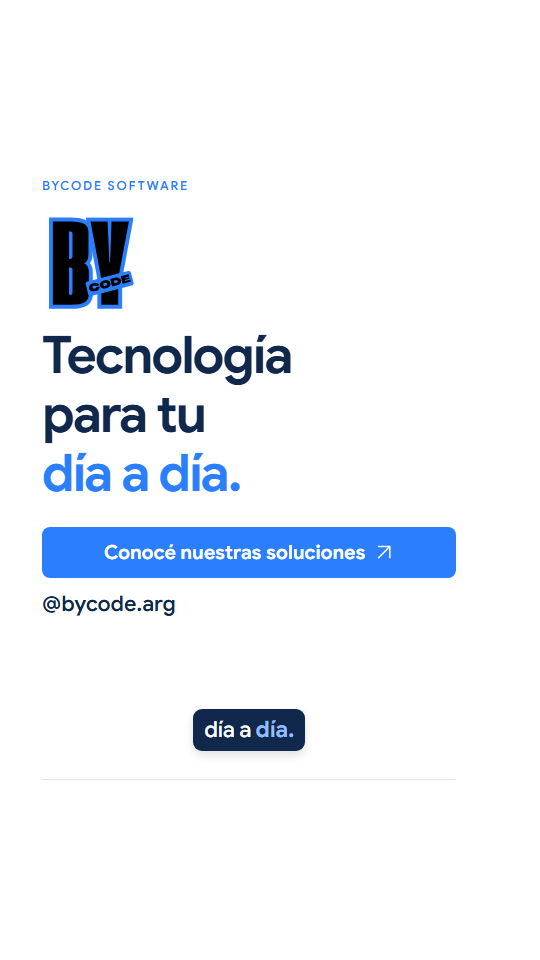 BYCODE SOFTWARE
BY
CODE
Tecnología
para tu
día a día.
Conocé nuestras soluciones
@bycode.arg
día a día.